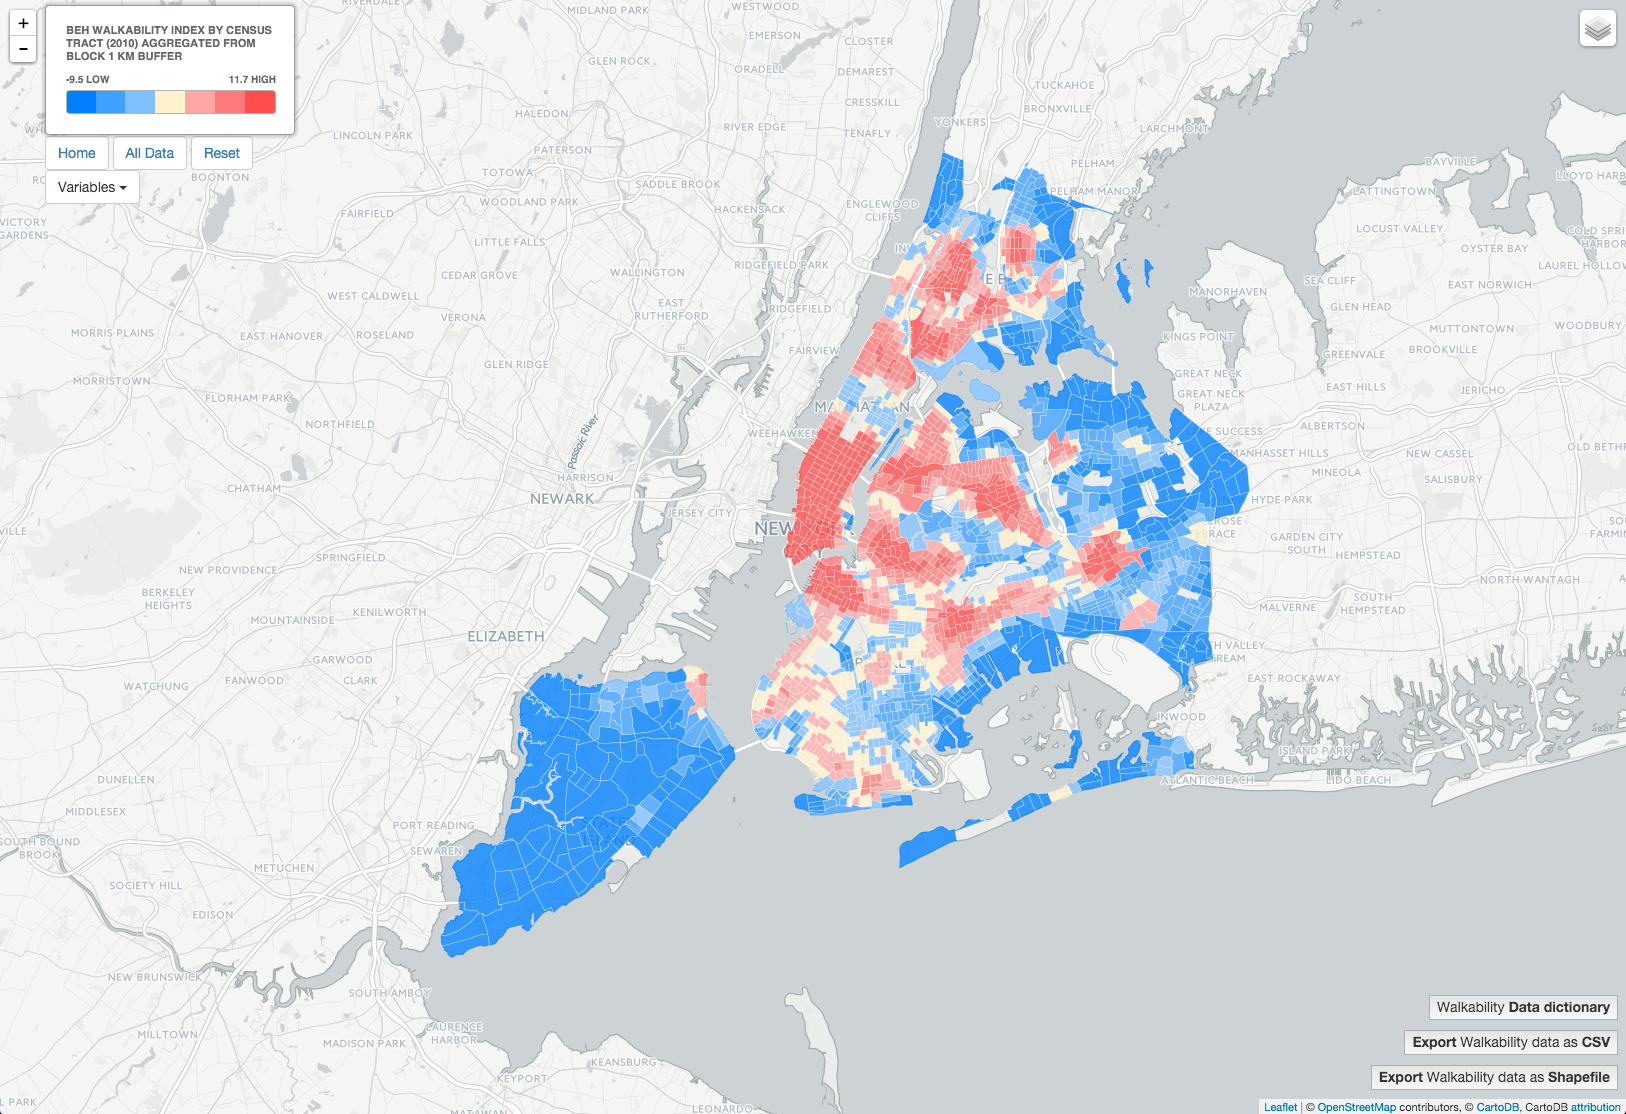 +
−
BEH WALKABILITY INDEX BY CENSUS
TRACT (2010) AGGREGATED FROM
BLOCK 1 KM BUFFER
-9.5 LOW
11.7 HIGH
Home
All Data
Reset
Variables
RIVERDALE
MIDLAND PARK
WESTWOOD
EMERSON
CLOSTER
GLEN ROCK
ORADELL
DEMAREST
TUCKAHOE
CRESSKILL
BRONXVILLE
HALEDON
YONKERS
LINCOLN PARK
RIVER EDGE
TENAFLY
LARCHMONT
PATERSON
PELHAM
BAYVILLE
TOTOWA
BOONTON
SADDLE BROOK
PELHAM MANOR
LATTINGTOWN
LLOYD HARB
WOODLAND PARK
ENGLEWOOD
CLIFFS
HACKENSACK
FAIRFIELD
VICTORY
GARDENS
LOCUST VALLEY
COLD SPRI
HARBOR
LITTLE FALLS
OYSTER BAY
RIDGEFIELD PARK
LAUREL HOLLOW
CEDAR GROVE
WALLINGTON
SEA CLIFF
EAST NORWICH
WEST CALDWELL
MANORHAVEN
EAST
RUTHERFORD
GLEN HEAD
RIDGEFIELD
VERONA
WOODBURY
MORRIS PLAINS
EAST HANOVER
ROSELAND
MUTTONTOWN
KINGS POINT
FAIRVIEW
GREENVALE
BROOKVILLE
GLEN RIDGE
GREAT NECK
MORRISTOWN
EAST HILLS
JERICHO
GREAT NECK
PLAZA
FLORHAM PARK
MANHATTAN
NORTHFIELD
ALBERTSON
WEEHAWKEN
E SUCCESS
Passaic River
MANHASSET HILLS
NEW CASSEL
OLD BETH
MINEOLA
HARRISON
SALISBURY
CHATHAM
NEWARK
HYDE PARK
JERSEY CITY
NEW
GARDEN CITY
SOUTH
SPRINGFIELD
HEMPSTEAD
NEW PROVIDENCE
NORTH WANTAGH
BERKELEY
HEIGHTS
SOUTH
HEMPSTEAD
KENILWORTH
MALVERNE
MOUNTAINSIDE
ELIZABETH
GARWOOD
TH VALLEY
REAM
FANWOOD
CLARK
WATCHUNG
EAST ROCKAWAY
INWOOD
ISLAND PARK
DUNELLEN
ATLANTIC BEACH
LIDO BEACH
MIDDLESEX
PORT READING
SOUTH BOUND
BROOK
SEWAREN
METUCHEN
SOCIETY HILL
EDISON
NEW BRUNSWICK
SOUTH AMBOY
LAURENCE
HARBOR
MILLTOWN
MADISON PARK
KEANSBURG
KEYPORT
L PARK
MATAWAN
LEONARDO
Walkability Data dictionary
Export Walkability data as CSV
Export Walkability data as Shapefile
Leaflet | © OpenStreetMap contributors, © CartoDB, CartoDB attribution